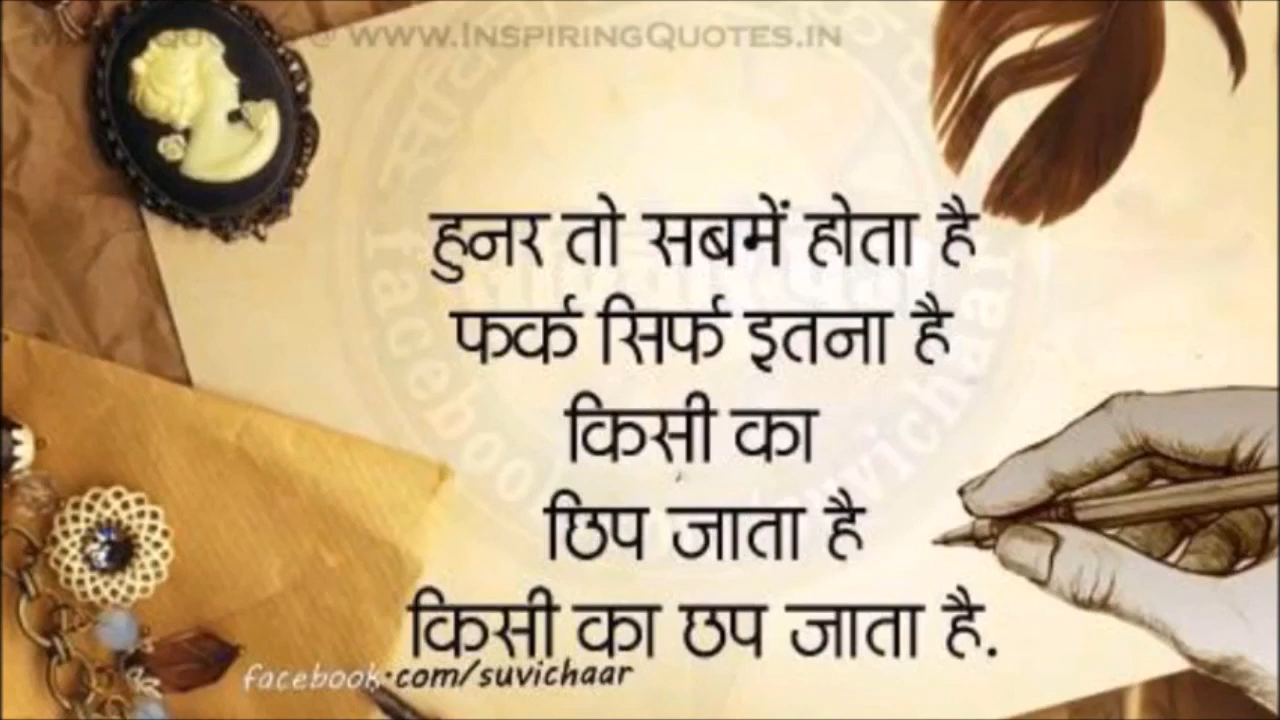 @ www.InspiringQuotes.in
हुनर तो सबमें होता है
फर्क सिर्फ इतना है
किसी का
छिप जाता है
किसी का छप जाता है.
facebook.com/suvichaar